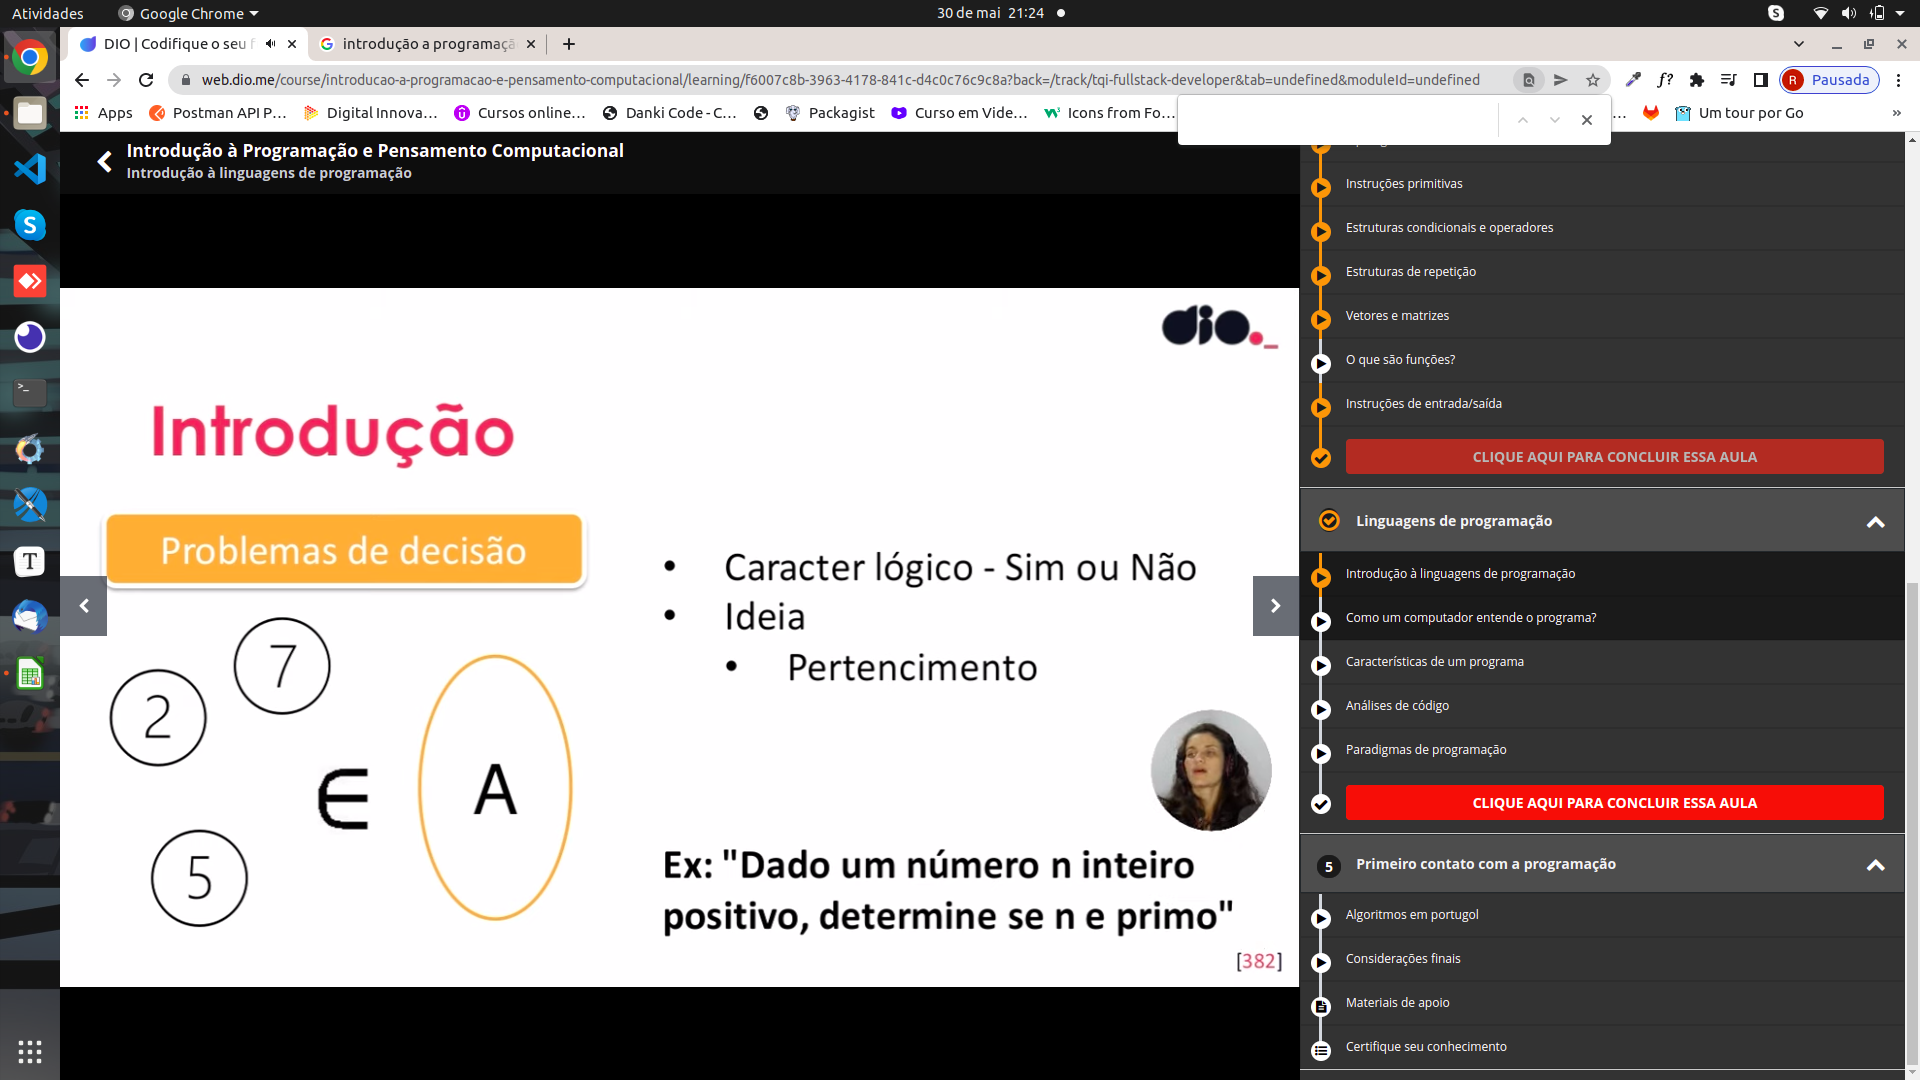 Atividades
Google Chrome
30 de mai 21:24
DIO | Codifique o seu f
introdução a programaçã
web.dio.me/course/introducao-a-programacao-e-pensamento-computacional/learning/f6007c8b-3963-4178-841c-d4c0c76c9c8a?back=/track/tqi-fullstack-developer&tab=undefined&moduleId=undefined
f?
R Pausada
Apps
Postman API P...
Digital Innova...
Cursos online...
Danki Code - C...
Packagist
Curso em Vide...
Icons from Fo...
...
Um tour por Go
»
Introdução à Programação e Pensamento Computacional
Introdução à linguagens de programação
dio._
Introdução
Problemas de decisão
• Caracter lógico - Sim ou Não
• Ideia
• Pertencimento
7
2
5
∈
A
Ex: "Dado um número n inteiro
positivo, determine se n e primo"
[382]
Instruções primitivas
Estruturas condicionais e operadores
Estruturas de repetição
Vetores e matrizes
O que são funções?
Instruções de entrada/saída
CLIQUE AQUI PARA CONCLUIR ESSA AULA
Linguagens de programação
Introdução à linguagens de programação
Como um computador entende o programa?
Características de um programa
Análises de código
Paradigmas de programação
CLIQUE AQUI PARA CONCLUIR ESSA AULA
5 Primeiro contato com a programação
Algoritmos em portugol
Considerações finais
Materiais de apoio
Certifique seu conhecimento